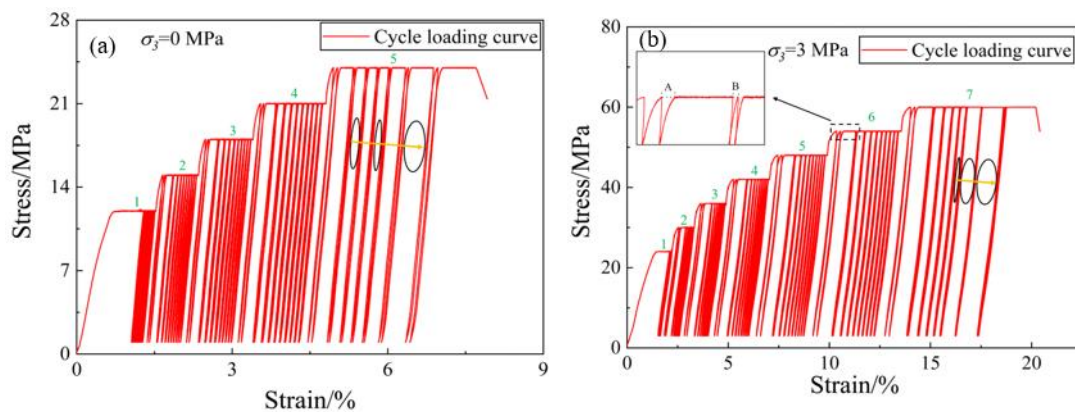 (a)
σ₃=0 MPa
Cycle loading curve
Stress/MPa
28
21
14
7
0
1
2
3
4
5
0 3 6 9
Strain/%
(b)
σ₃=3 MPa
Cycle loading curve
A B
Stress/MPa
80
60
40
20
0
1
2
3
4
5
6
7
0 5 10 15 20
Strain/%